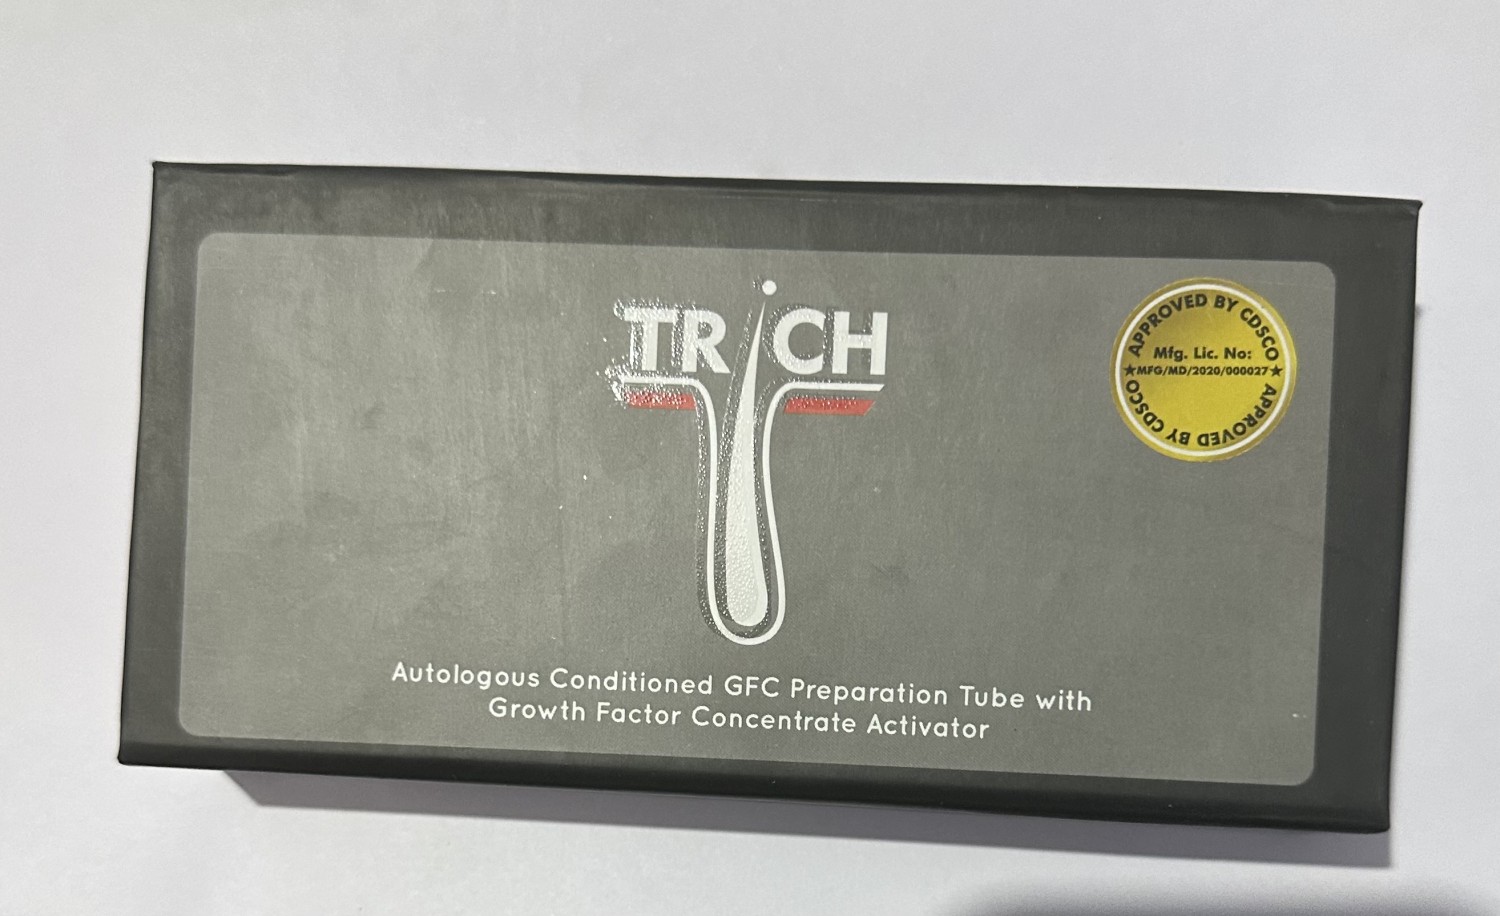 TRiCH
APPROVED BY CDSCO
Mfg. Lic. No:
★MFG/MD/2020/000027★
APPROVED BY CDSCO
Autologous Conditioned GFC Preparation Tube with
Growth Factor Concentrate Activator